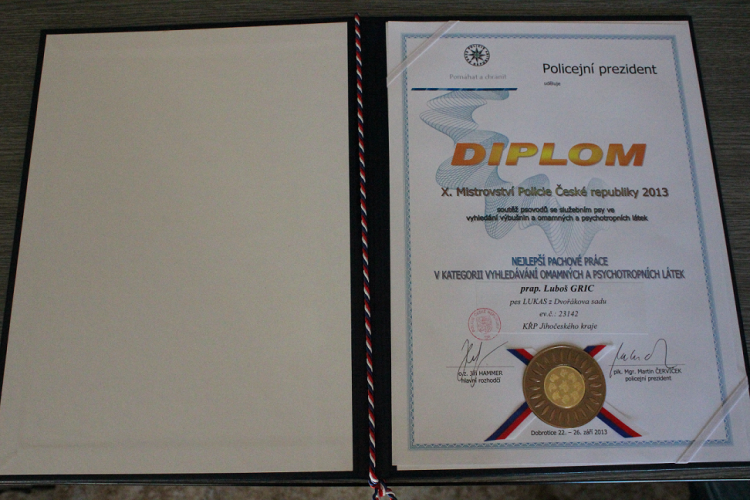 Pomáhat a chránit
Policejní prezident
uděluje
DIPLOM
X. Mistrovství Policie České republiky 2013
soutěž psovodů se služebním psy ve
vyhledání výbušnin a omamných a psychotropních látek
NEJLEPŠÍ PACHOVÉ PRÁCE
V KATEGORII VYHLEDÁVÁNÍ OMAMNÝCH A PSYCHOTROPNÍCH LÁTEK
prap. Luboš GRIC
pes LUKAS z Dvořákova sadu
ev.č.: 23142
KŘP Jihočeského kraje
o.z. Jiří HAMMER
hlavní rozhodčí
plk. Mgr. Martin ČERVÍČEK
policejní prezident
Dobrotice 22. – 26. září 2013